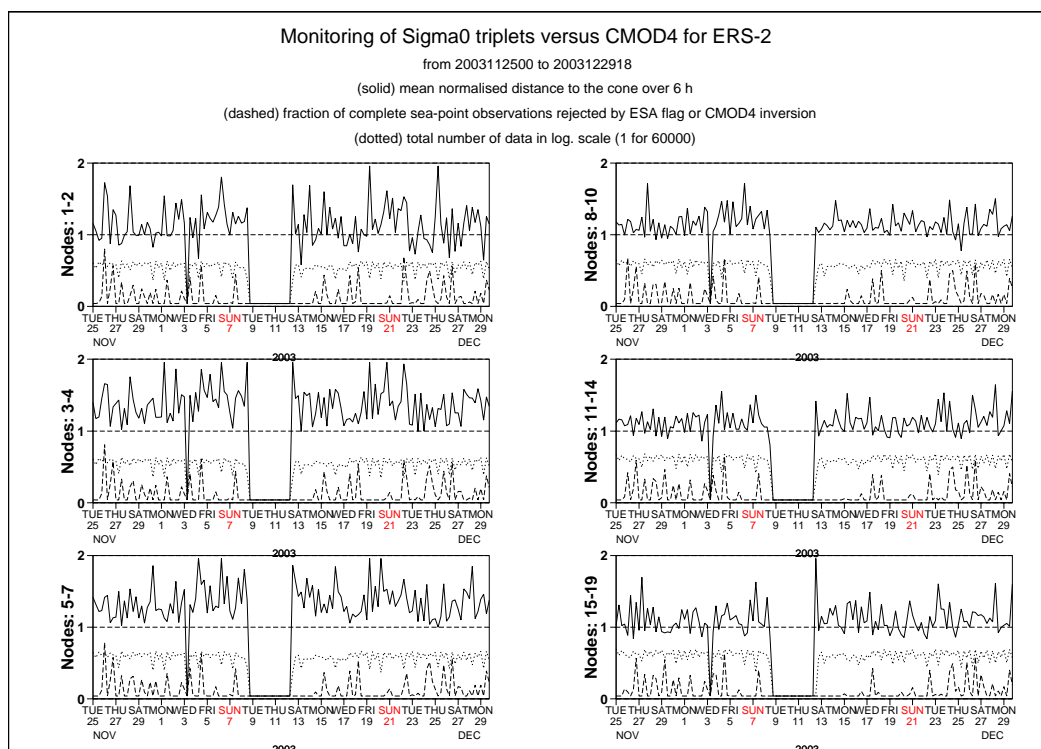 Monitoring of Sigma0 triplets versus CMOD4 for ERS-2
from 2003112500 to 2003122918
(solid) mean normalised distance to the cone over 6 h
(dashed) fraction of complete sea-point observations rejected by ESA flag or CMOD4 inversion
(dotted) total number of data in log. scale (1 for 60000)
Nodes: 1-2
2
1
0
TUE THU SAT MON WED FRI SUN TUE THU SAT MON WED FRI SUN TUE THU SAT MON
25 27 29 1 3 5 7 9 11 13 15 17 19 21 23 25 27 29
NOV DEC
2003
Nodes: 8-10
2
1
0
TUE THU SAT MON WED FRI SUN TUE THU SAT MON WED FRI SUN TUE THU SAT MON
25 27 29 1 3 5 7 9 11 13 15 17 19 21 23 25 27 29
NOV DEC
2003
Nodes: 3-4
2
1
0
TUE THU SAT MON WED FRI SUN TUE THU SAT MON WED FRI SUN TUE THU SAT MON
25 27 29 1 3 5 7 9 11 13 15 17 19 21 23 25 27 29
NOV DEC
2003
Nodes: 11-14
2
1
0
TUE THU SAT MON WED FRI SUN TUE THU SAT MON WED FRI SUN TUE THU SAT MON
25 27 29 1 3 5 7 9 11 13 15 17 19 21 23 25 27 29
NOV DEC
2003
Nodes: 5-7
2
1
0
TUE THU SAT MON WED FRI SUN TUE THU SAT MON WED FRI SUN TUE THU SAT MON
25 27 29 1 3 5 7 9 11 13 15 17 19 21 23 25 27 29
NOV DEC
2003
Nodes: 15-19
2
1
0
TUE THU SAT MON WED FRI SUN TUE THU SAT MON WED FRI SUN TUE THU SAT MON
25 27 29 1 3 5 7 9 11 13 15 17 19 21 23 25 27 29
NOV DEC
2003